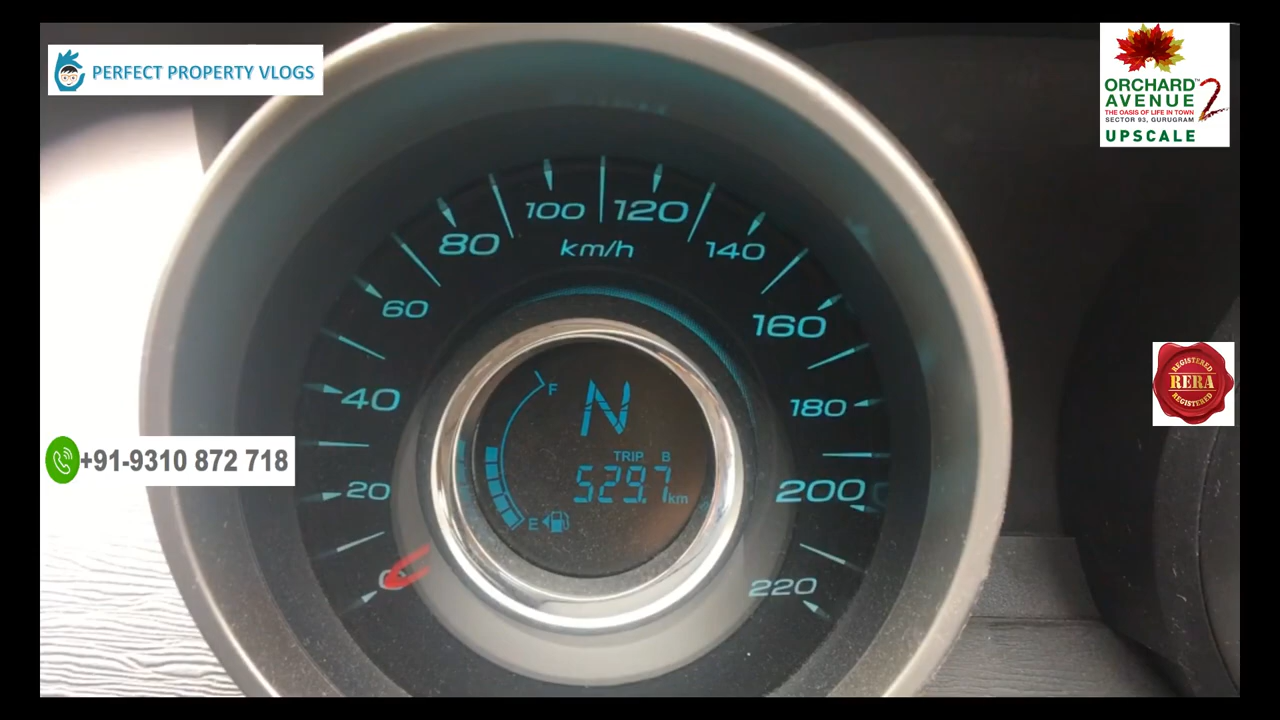 PERFECT PROPERTY VLOGS
ORCHARD™
AVENUE 2
THE OASIS OF LIFE IN TOWN
SECTOR 93, GURUGRAM
UPSCALE
100 120
80 km/h 140
60 160
F N
40 180
REGISTERED
RERA
REGISTERED
TRIP B
+91-9310 872 718
20 529.7 km 200
E
0 220